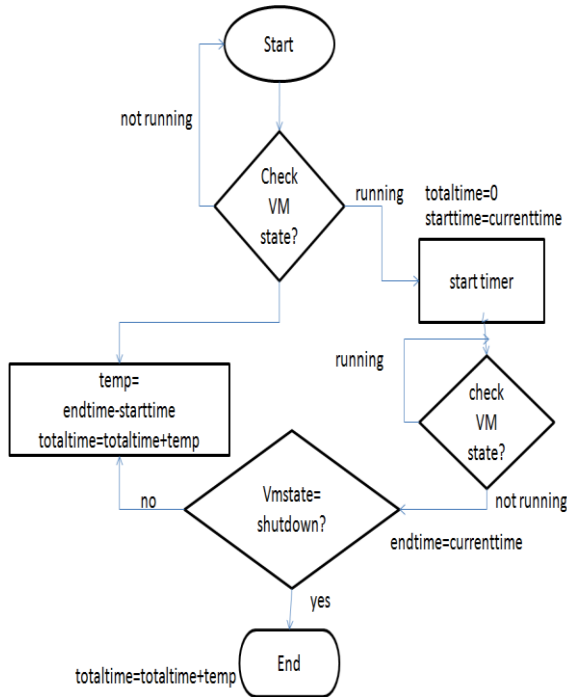 Start
not running
Check
VM
state?
running
totaltime=0
starttime=currenttime
start timer
running
check
VM
state?
not running
endtime=currenttime
temp=
endtime-starttime
totaltime=totaltime+temp
Vmstate=
shutdown?
no
yes
End
totaltime=totaltime+temp